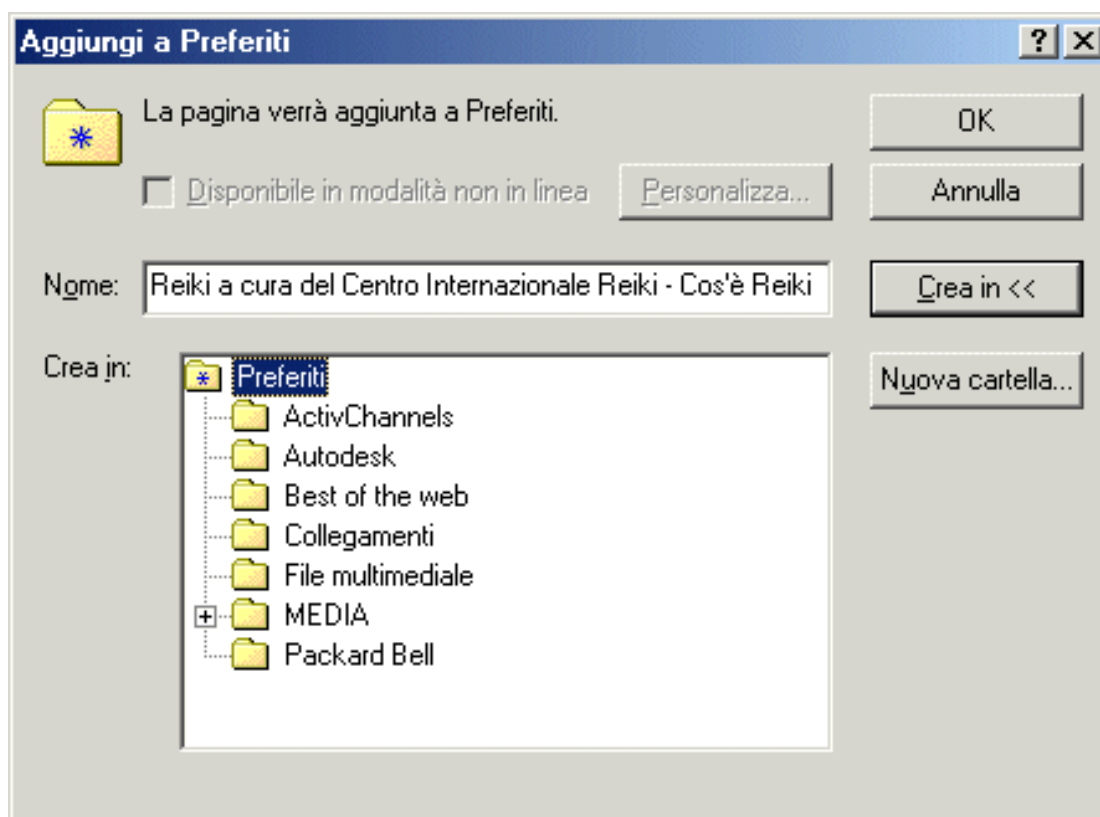 Aggiungi a Preferiti
La pagina verrà aggiunta a Preferiti.
OK
Disponibile in modalità non in linea
Personalizza...
Annulla
Nome:
Reiki a cura del Centro Internazionale Reiki - Cos'è Reiki
Crea in <<
Crea in:
Preferiti
Nuova cartella...
ActivChannels
Autodesk
Best of the web
Collegamenti
File multimediale
MEDIA
Packard Bell